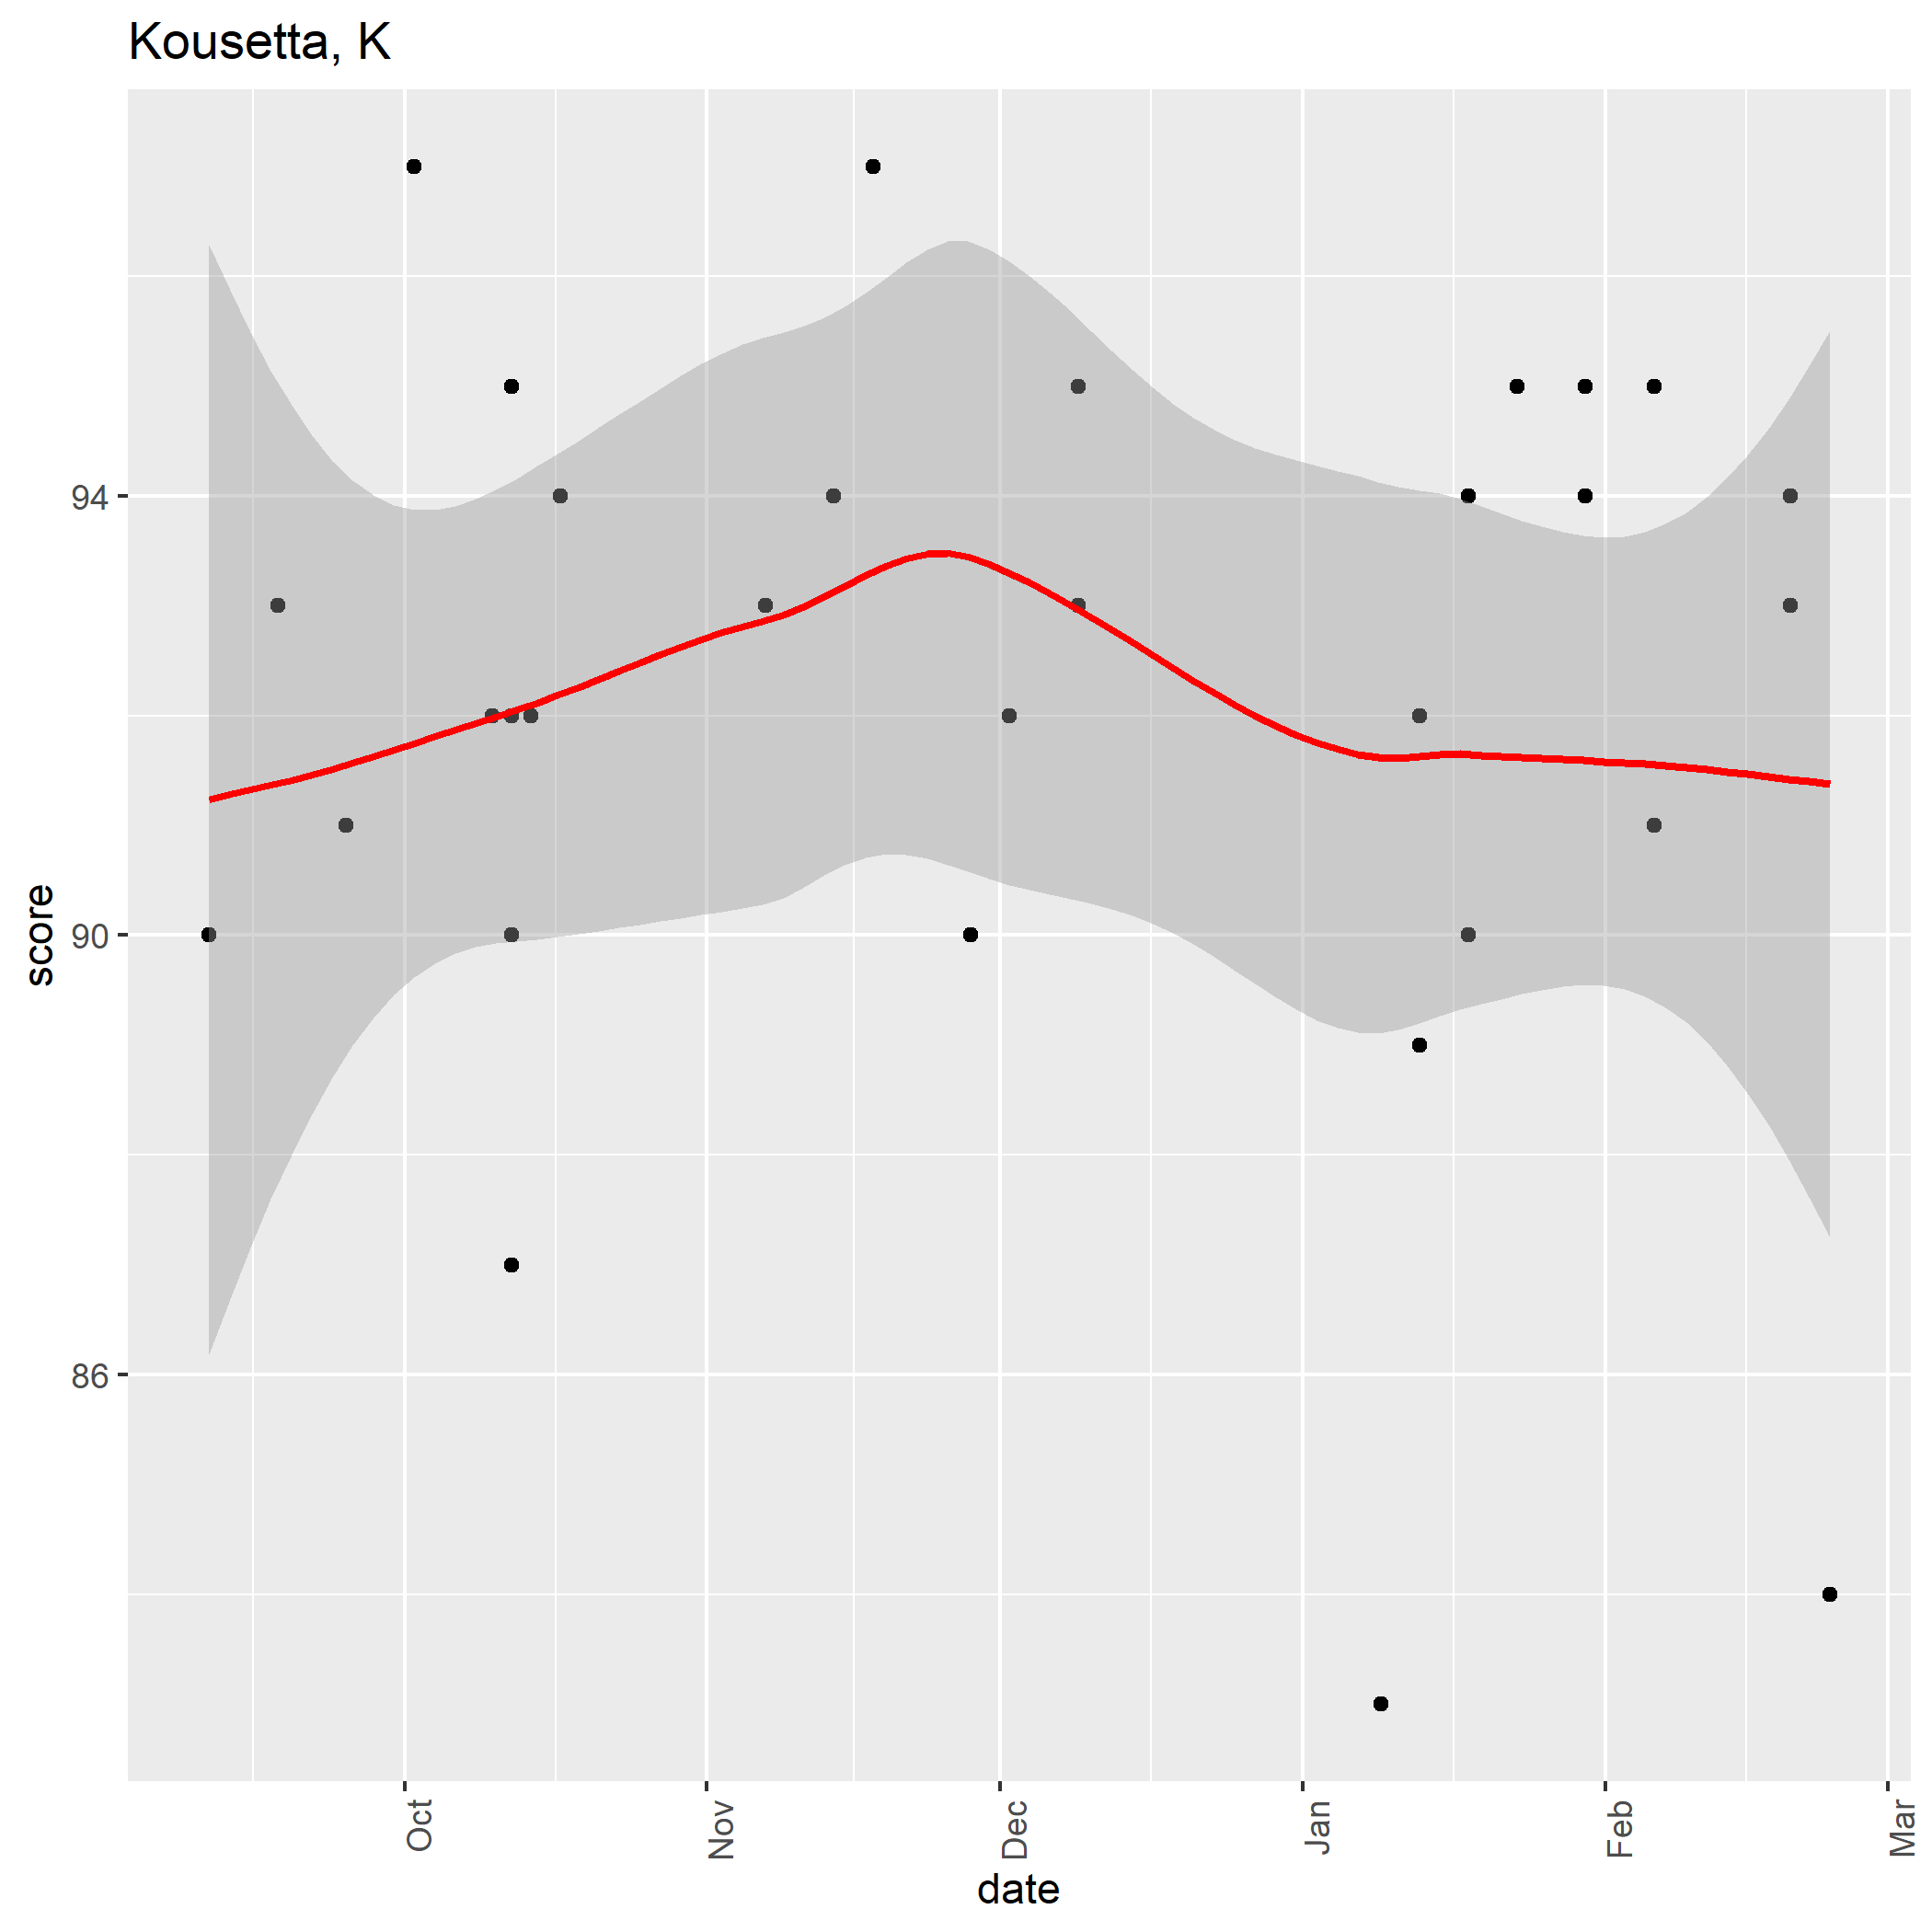 Kousetta, K
score
94
90
86
Oct
Nov
Dec
Jan
Feb
Mar
date